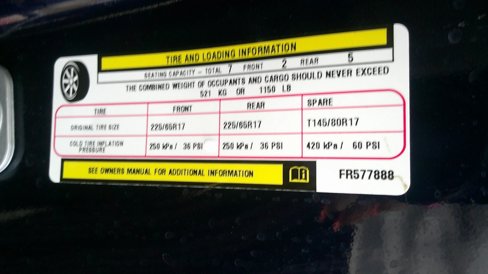 TIRE AND LOADING INFORMATION
SEATING CAPACITY - TOTAL 7 FRONT 2 REAR 5
THE COMBINED WEIGHT OF OCCUPANTS AND CARGO SHOULD NEVER EXCEED
521 KG OR 1150 LB
TIRE FRONT REAR SPARE
ORIGINAL TIRE SIZE 225/65R17 225/65R17 T145/80R17
COLD TIRE INFLATION PRESSURE 250 kPa / 36 PSI 250 kPa / 36 PSI 420 kPa / 60 PSI
SEE OWNERS MANUAL FOR ADDITIONAL INFORMATION
FR577888